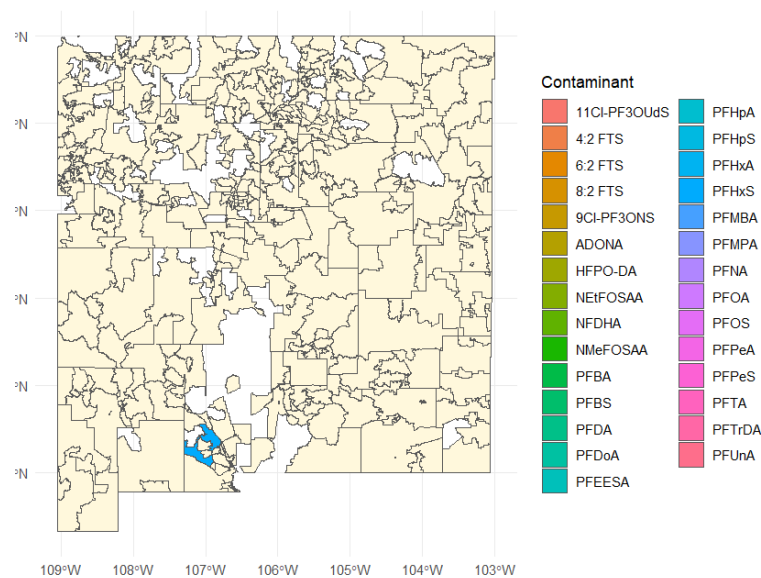 Contaminant
11Cl-PF3OUdS
4:2 FTS
6:2 FTS
8:2 FTS
9Cl-PF3ONS
ADONA
HFPO-DA
NEtFOSAA
NFDHA
NMeFOSAA
PFBA
PFBS
PFDA
PFDoA
PFEESA
PFHpA
PFHpS
PFHxA
PFHxS
PFMBA
PFMPA
PFNA
PFOA
PFOS
PFPeA
PFPeS
PFTA
PFTrDA
PFUnA
°N
°N
°N
°N
°N
°N
109°W 108°W 107°W 106°W 105°W 104°W 103°W